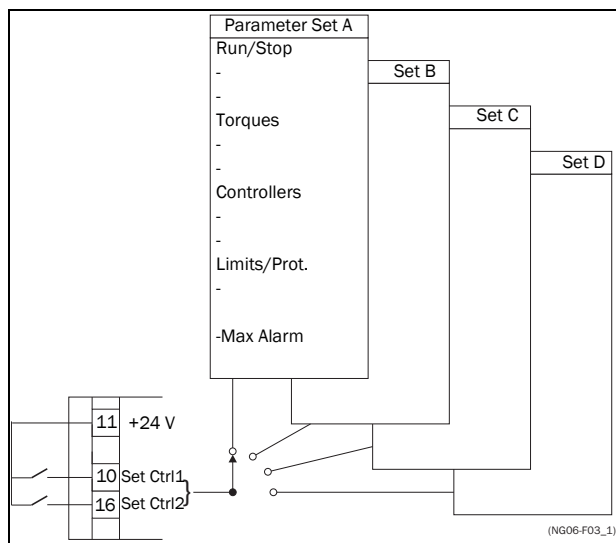 Parameter Set A
Run/Stop
-
-
Torques
-
-
Controllers
-
-
Limits/Prot.
-
-Max Alarm
Set B
Set C
Set D
11 +24 V
10 Set Ctrl1
16 Set Ctrl2
}
(NG06-F03_1)